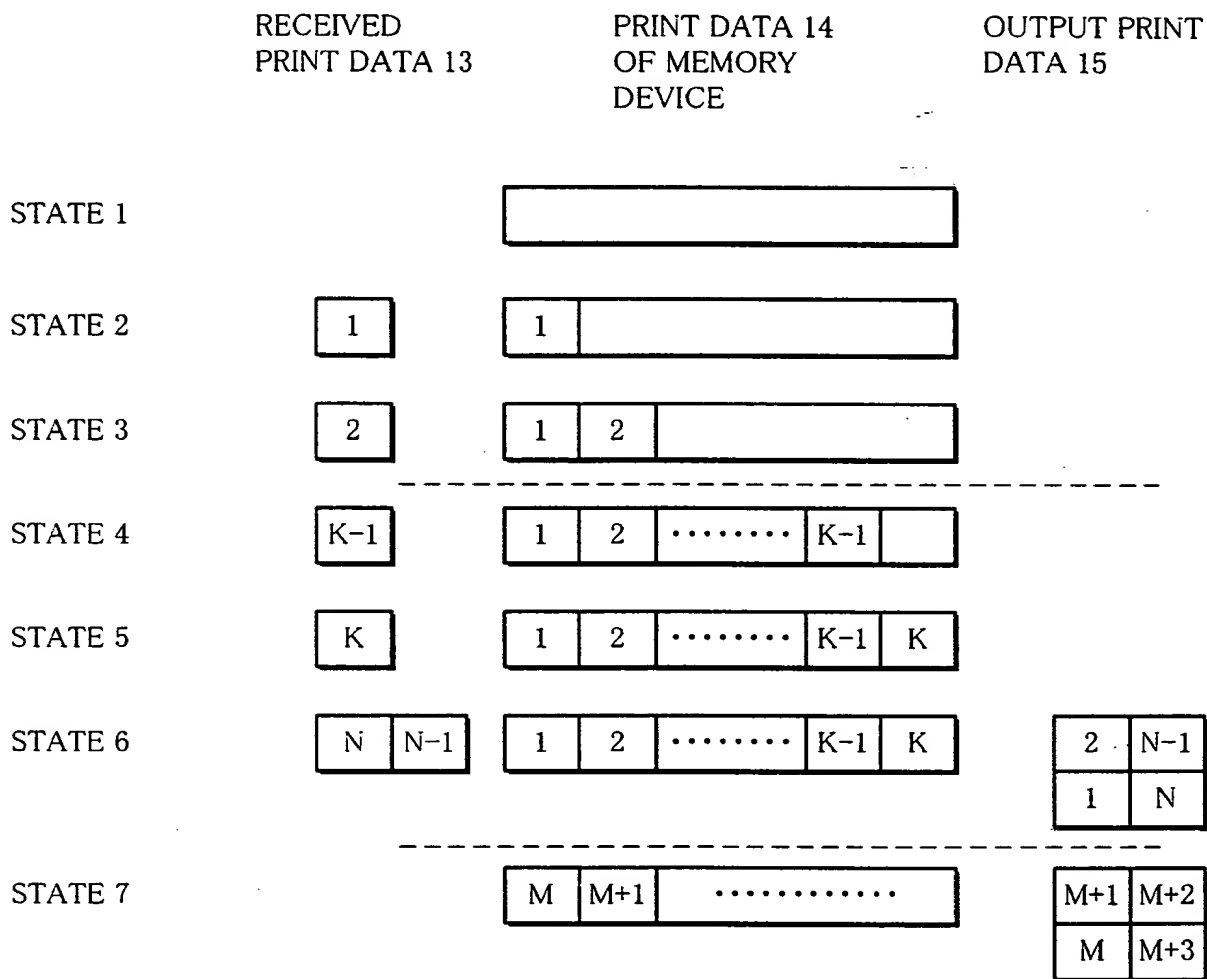 RECEIVED
PRINT DATA 13
PRINT DATA 14
OF MEMORY
DEVICE
OUTPUT PRINT
DATA 15
STATE 1
STATE 2 1 1
STATE 3 2 1 2
STATE 4 K-1 1 2 ········ K-1
STATE 5 K 1 2 ········ K-1 K
STATE 6 N N-1 1 2 ········ K-1 K 2 N-1
1 N
STATE 7 M M+1 ············ M+1 M+2
M M+3